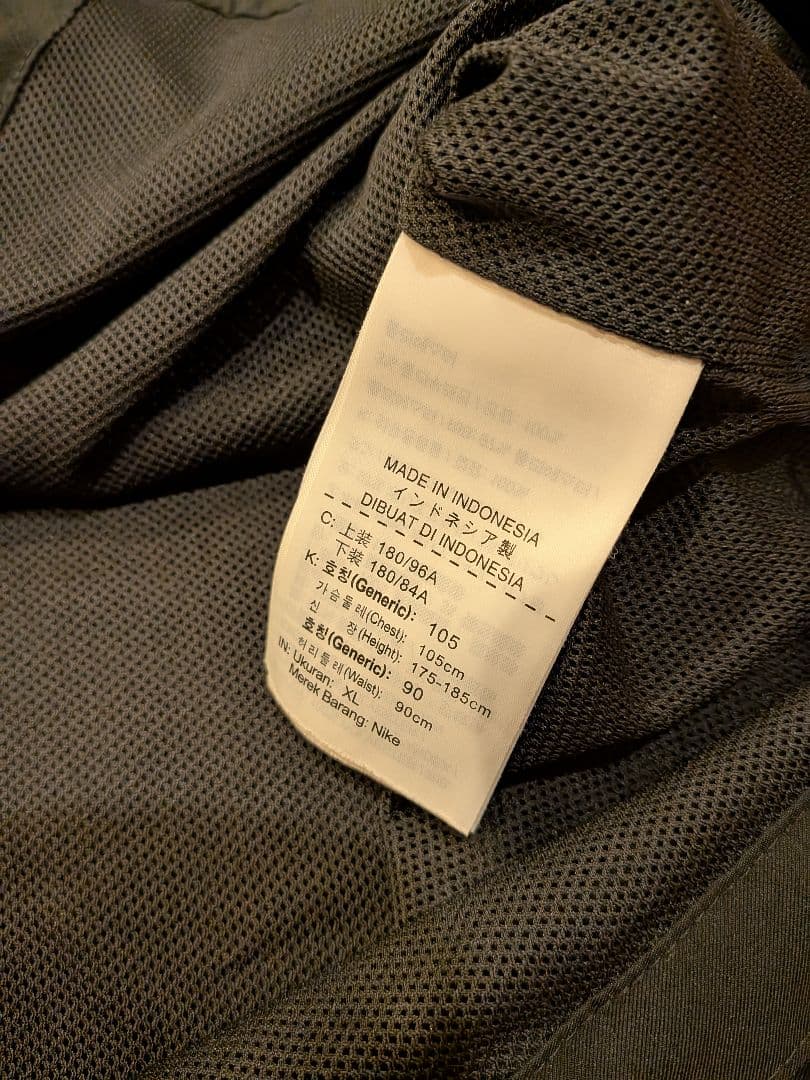 MADE IN INDONESIA
インドネシア製
DIBUAT DI INDONESIA
C: 上装 180/96A
下装 180/84A
K: 호칭(Generic): 105
가슴둘레(Chest): 105cm
신 장(Height): 175-185cm
호칭(Generic): 90
허리둘레(Waist): 90cm
IN: Ukuran: XL
Merek Barang: Nike